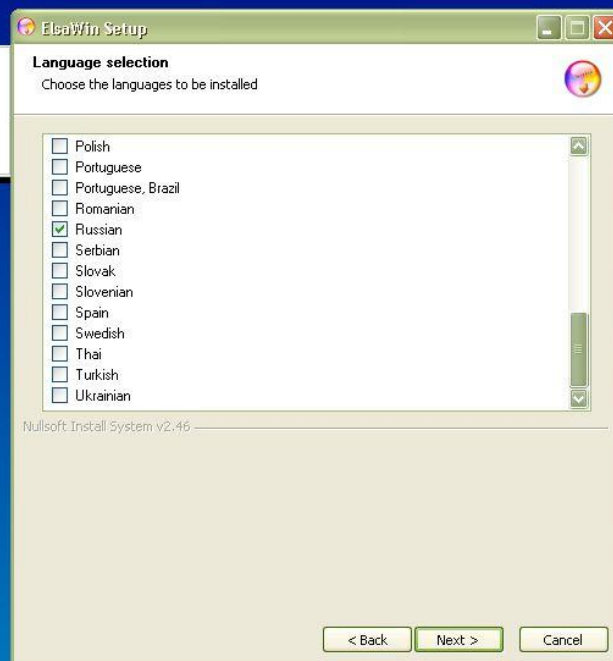 ElsaWin Setup
Language selection
Choose the languages to be installed
Polish
Portuguese
Portuguese, Brazil
Romanian
Russian
Serbian
Slovak
Slovenian
Spain
Swedish
Thai
Turkish
Ukrainian
Nullsoft Install System v2.46
< Back Next > Cancel